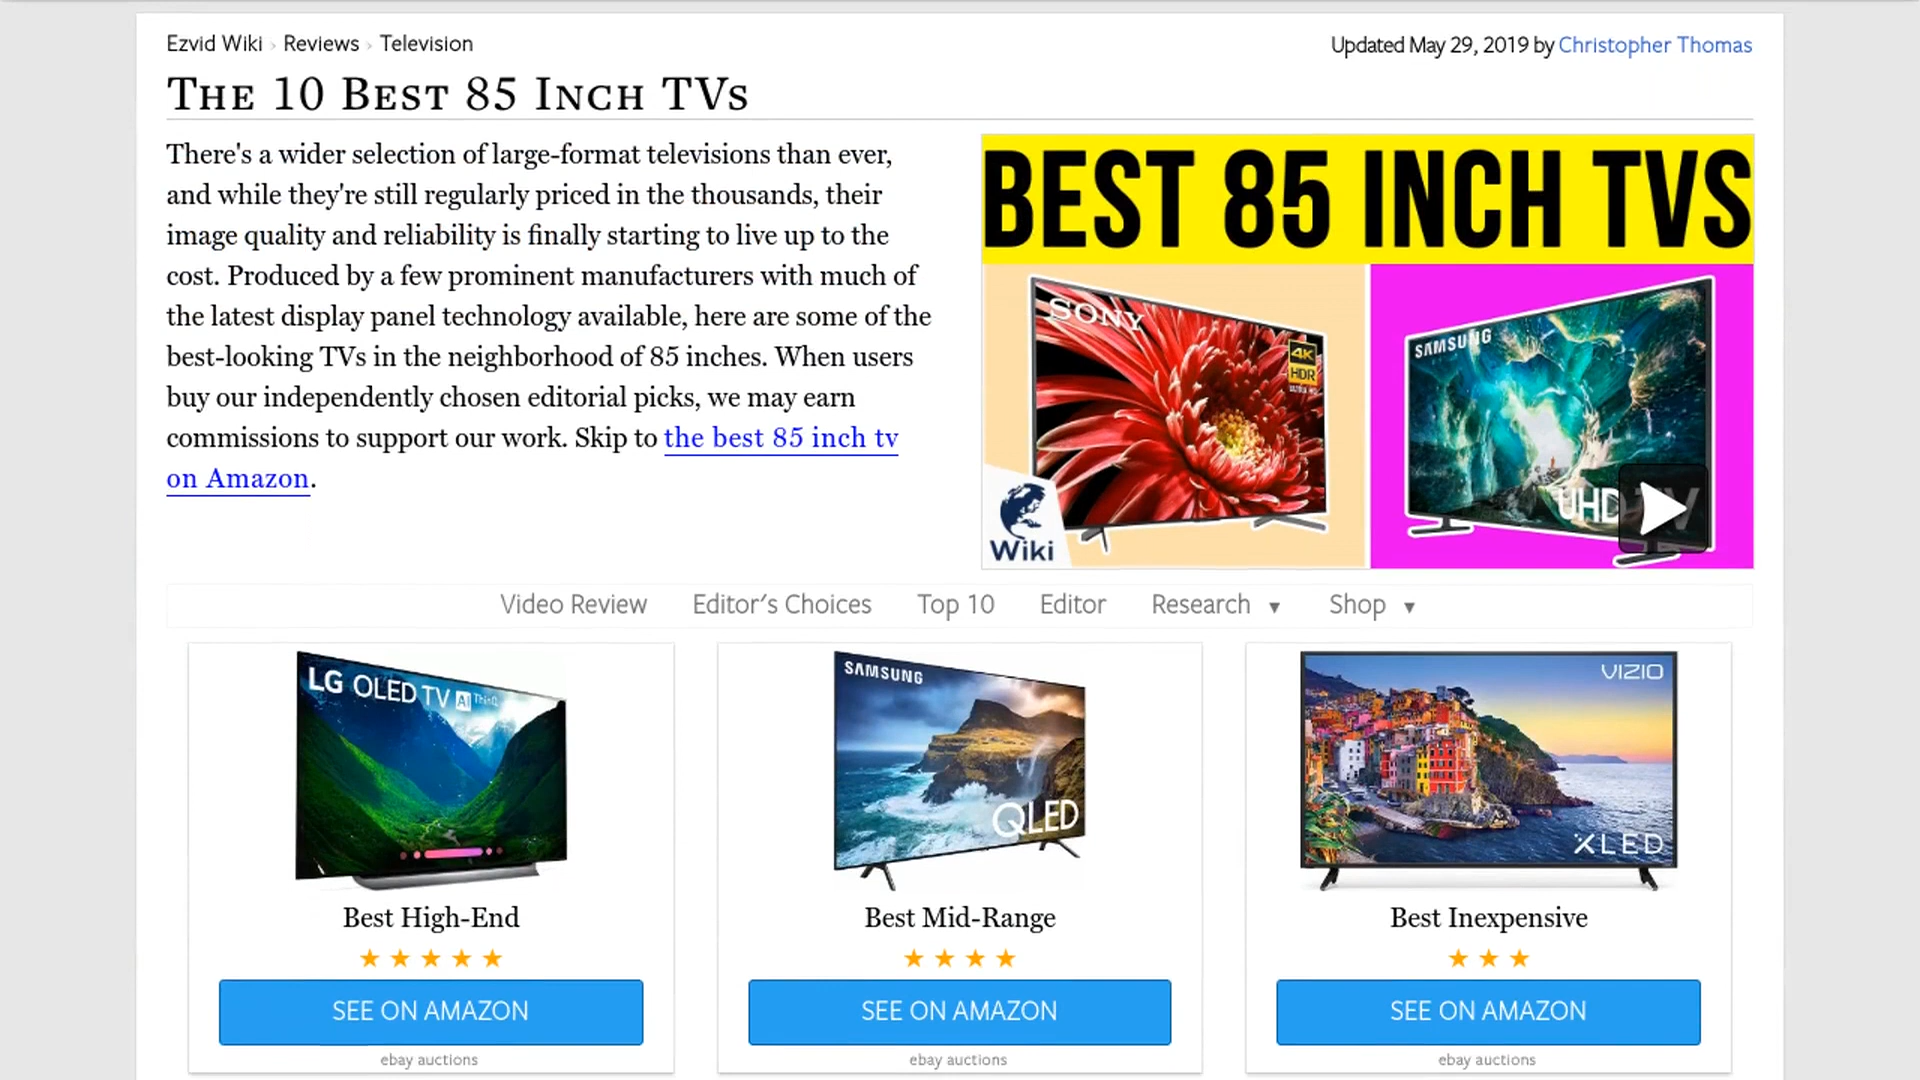 Ezvid Wiki › Reviews › Television
Updated May 29, 2019 by Christopher Thomas
The 10 Best 85 Inch TVs
There's a wider selection of large-format televisions than ever,
and while they're still regularly priced in the thousands, their
image quality and reliability is finally starting to live up to the
cost. Produced by a few prominent manufacturers with much of
the latest display panel technology available, here are some of the
best-looking TVs in the neighborhood of 85 inches. When users
buy our independently chosen editorial picks, we may earn
commissions to support our work. Skip to the best 85 inch tv
on Amazon.
BEST 85 INCH TVS
SONY
4K
HDR
SAMSUNG
UHD TV
Wiki
Video Review Editor's Choices Top 10 Editor Research ▼ Shop ▼
LG OLED TV AI ThinQ
SAMSUNG
QLED
VIZIO
XLED
Best High-End
Best Mid-Range
Best Inexpensive
SEE ON AMAZON
SEE ON AMAZON
SEE ON AMAZON
ebay auctions
ebay auctions
ebay auctions